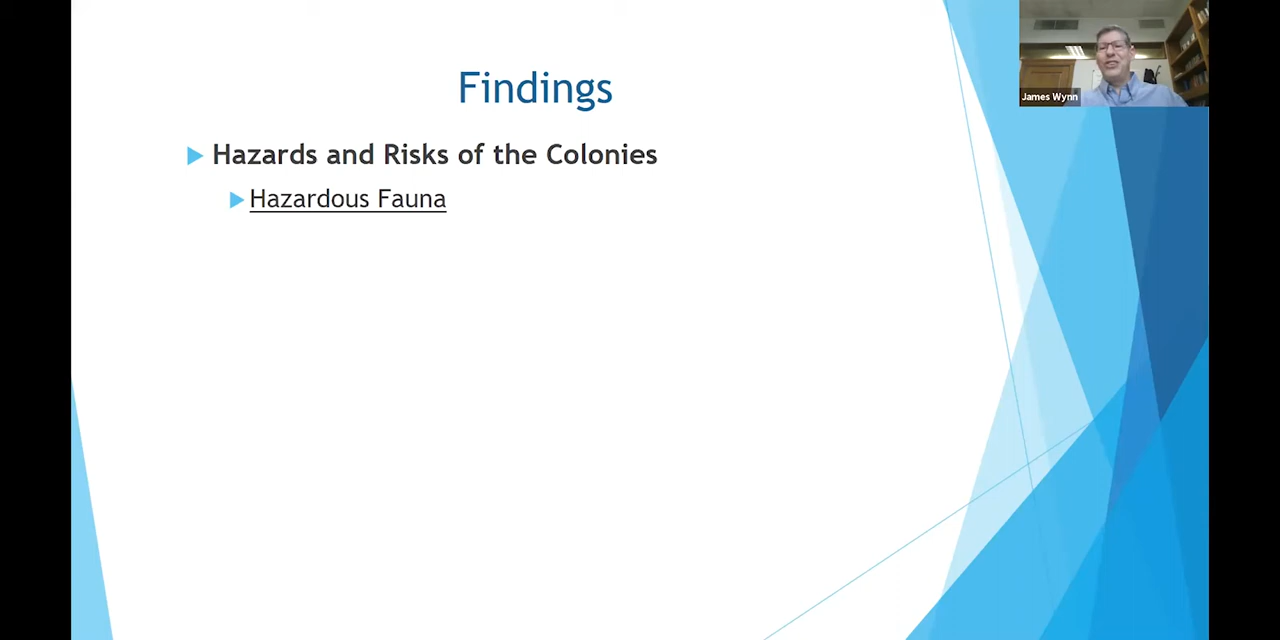 Findings
Hazards and Risks of the Colonies
Hazardous Fauna
James Wynn